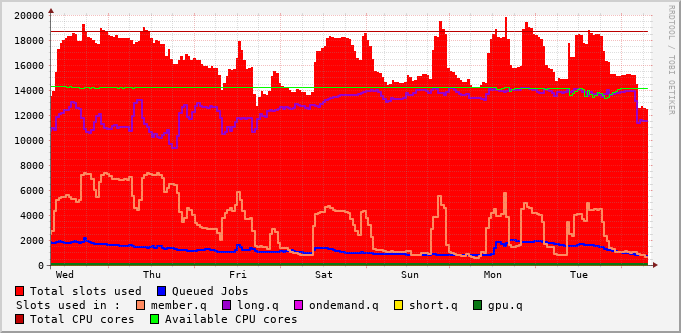 20000
18000
16000
14000
12000
10000
8000
6000
4000
2000
0
Wed Thu Fri Sat Sun Mon Tue
RRDTOOL / TOBI OETIKER
Total slots used Queued Jobs
Slots used in : member.q long.q ondemand.q short.q gpu.q
Total CPU cores Available CPU cores